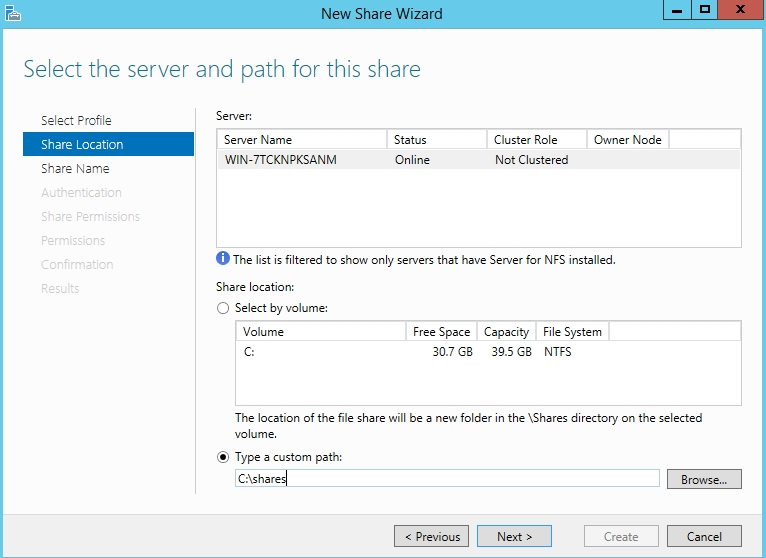 New Share Wizard
Select the server and path for this share
Select Profile
Share Location
Share Name
Authentication
Share Permissions
Permissions
Confirmation
Results
Server:
Server Name Status Cluster Role Owner Node
WIN-7TCKNPKSANM Online Not Clustered
The list is filtered to show only servers that have Server for NFS installed.
Share location:
Select by volume:
Volume Free Space Capacity File System
C: 30.7 GB 39.5 GB NTFS
The location of the file share will be a new folder in the \Shares directory on the selected
volume.
Type a custom path:
C:\shares
Browse...
< Previous Next > Create Cancel